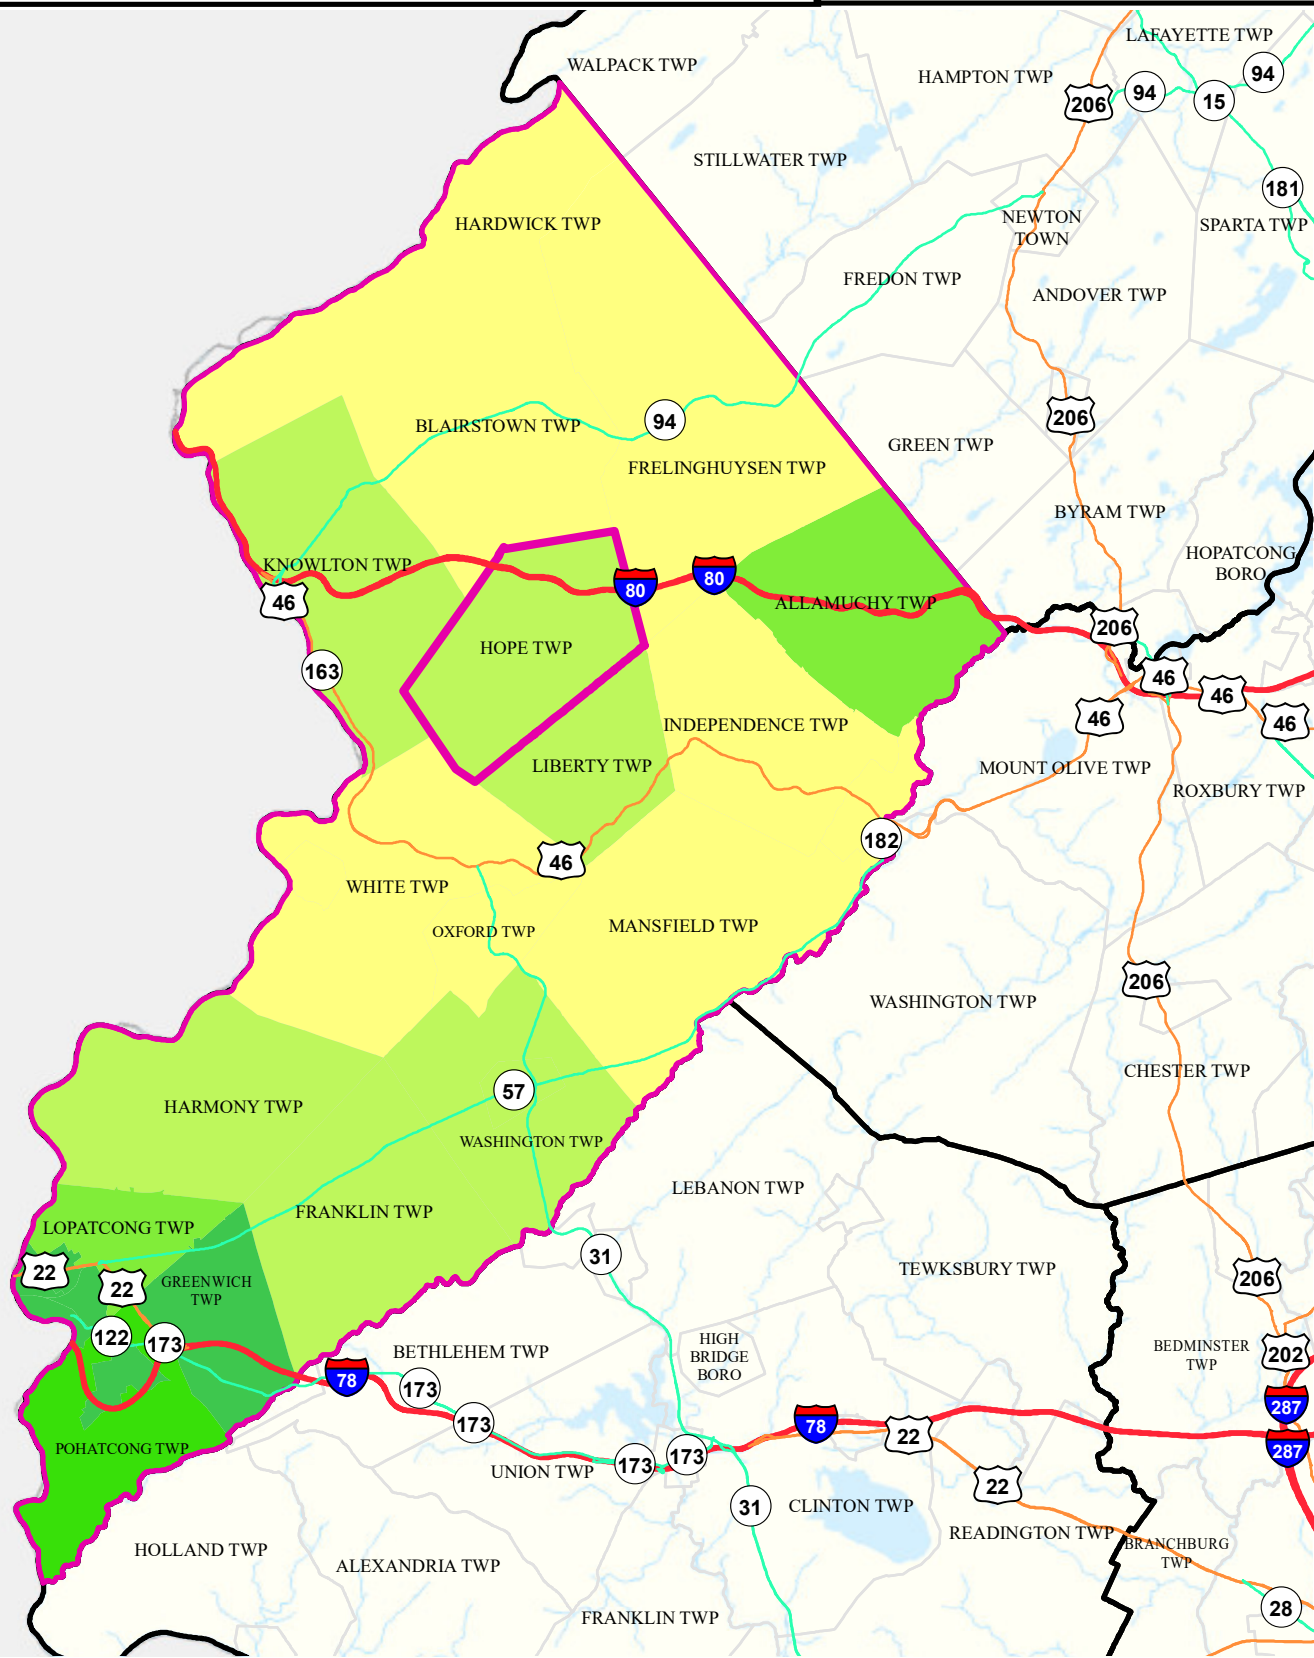 LAFAYETTE TWP
WALPACK TWP
HAMPTON TWP
94
206
94
15
STILLWATER TWP
181
NEWTON
TOWN
SPARTA TWP
HARDWICK TWP
FREDON TWP
ANDOVER TWP
206
94
BLAIRSTOWN TWP
GREEN TWP
FRELINGHUYSEN TWP
BYRAM TWP
HOPATCONG
BORO
KNOWLTON TWP
80
80
46
ALLAMUCHY TWP
206
HOPE TWP
163
46
46
46
46
INDEPENDENCE TWP
LIBERTY TWP
MOUNT OLIVE TWP
ROXBURY TWP
182
46
WHITE TWP
OXFORD TWP
MANSFIELD TWP
206
WASHINGTON TWP
CHESTER TWP
57
HARMONY TWP
WASHINGTON TWP
LEBANON TWP
FRANKLIN TWP
LOPATCONG TWP
31
22
22
GREENWICH
TWP
TEWKSBURY TWP
206
122
173
HIGH
BRIDGE
BORO
BETHLEHEM TWP
BEDMINSTER
TWP
202
78
173
287
173
78
22
POHATCONG TWP
287
173
173
UNION TWP
22
31
CLINTON TWP
READINGTON TWP
HOLLAND TWP
ALEXANDRIA TWP
BRANCHBURG
TWP
28
FRANKLIN TWP